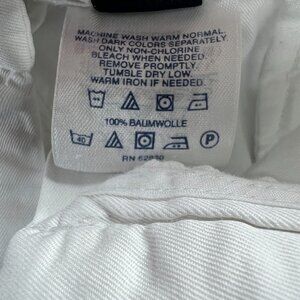 MACHINE WASH WARM NORMAL.
WASH DARK COLORS SEPARATELY.
ONLY NON-CHLORINE
BLEACH WHEN NEEDED.
REMOVE PROMPTLY.
TUMBLE DRY LOW.
WARM IRON IF NEEDED.
100% BAUMWOLLE
40 P
RN